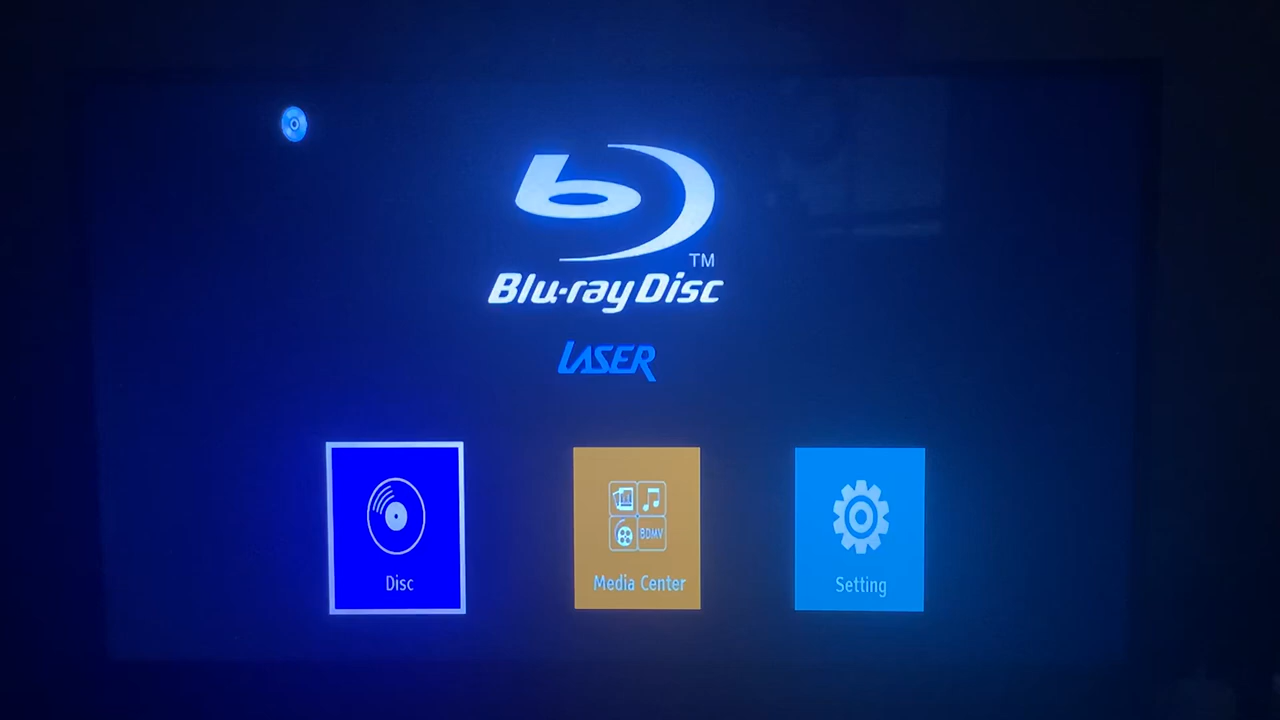 TM
Blu-ray Disc
LASER
BDMV
Disc
Media Center
Setting